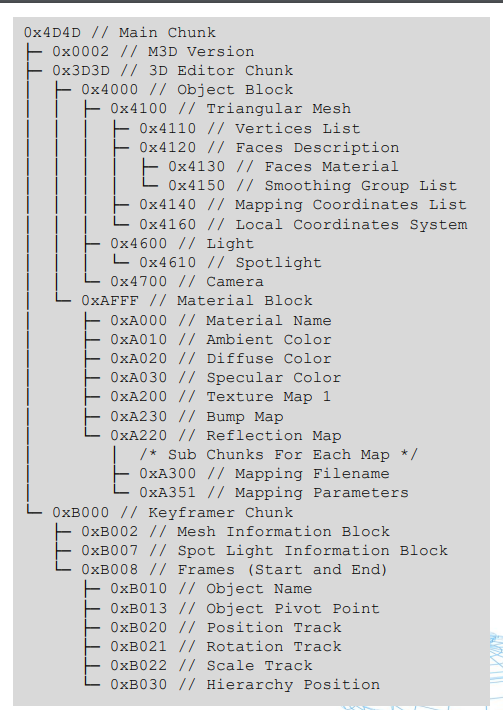 0x4D4D // Main Chunk
├─ 0x0002 // M3D Version
├─ 0x3D3D // 3D Editor Chunk
│  ├─ 0x4000 // Object Block
│  │  ├─ 0x4100 // Triangular Mesh
│  │  │  ├─ 0x4110 // Vertices List
│  │  │  ├─ 0x4120 // Faces Description
│  │  │  │  ├─ 0x4130 // Faces Material
│  │  │  │  └─ 0x4150 // Smoothing Group List
│  │  │  ├─ 0x4140 // Mapping Coordinates List
│  │  │  └─ 0x4160 // Local Coordinates System
│  │  ├─ 0x4600 // Light
│  │  │  └─ 0x4610 // Spotlight
│  │  └─ 0x4700 // Camera
│  └─ 0xAFFF // Material Block
│     ├─ 0xA000 // Material Name
│     ├─ 0xA010 // Ambient Color
│     ├─ 0xA020 // Diffuse Color
│     ├─ 0xA030 // Specular Color
│     ├─ 0xA200 // Texture Map 1
│     ├─ 0xA230 // Bump Map
│     └─ 0xA220 // Reflection Map
│        │  /* Sub Chunks For Each Map */
│        ├─ 0xA300 // Mapping Filename
│        └─ 0xA351 // Mapping Parameters
└─ 0xB000 // Keyframer Chunk
   ├─ 0xB002 // Mesh Information Block
   ├─ 0xB007 // Spot Light Information Block
   └─ 0xB008 // Frames (Start and End)
      ├─ 0xB010 // Object Name
      ├─ 0xB013 // Object Pivot Point
      ├─ 0xB020 // Position Track
      ├─ 0xB021 // Rotation Track
      ├─ 0xB022 // Scale Track
      └─ 0xB030 // Hierarchy Position